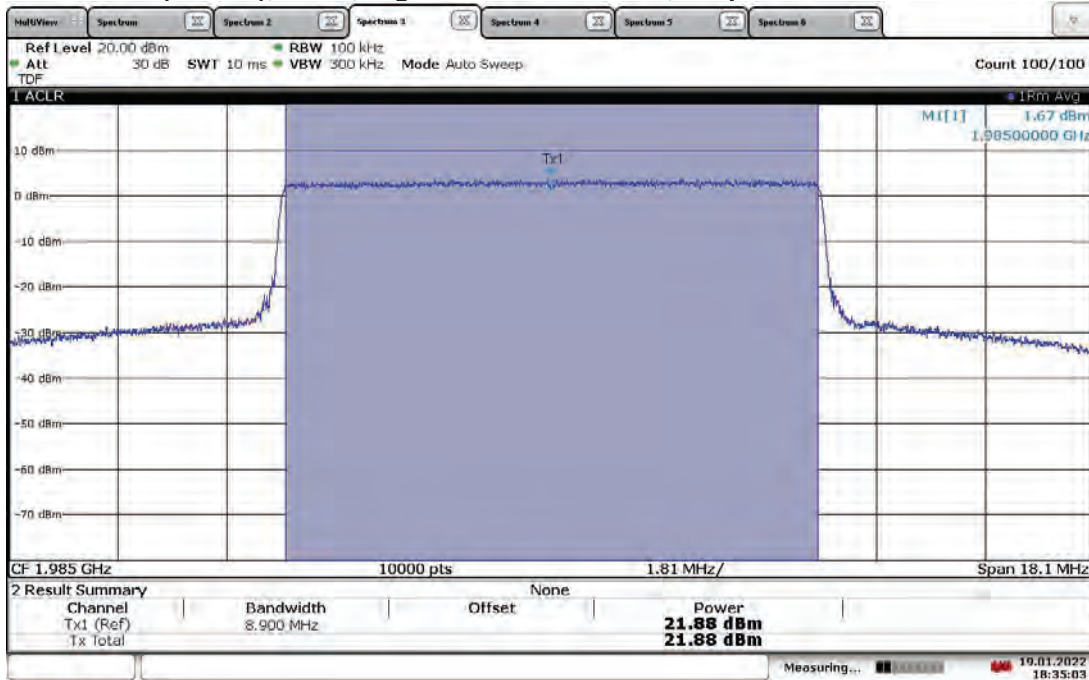 MultiView Spectrum Spectrum 2 Spectrum 3 Spectrum 4 Spectrum 5 Spectrum 6
Ref Level 20.00 dBm RBW 100 kHz
Att 30 dB SWT 10 ms VBW 300 kHz Mode Auto Sweep Count 100/100
TDF
1 ACLR 1Rm Avg
M1[1] 1.67 dBm
1.98500000 GHz
10 dBm
Tx1
0 dBm
-10 dBm
-20 dBm
-30 dBm
-40 dBm
-50 dBm
-60 dBm
-70 dBm
CF 1.985 GHz 10000 pts 1.81 MHz/ Span 18.1 MHz
2 Result Summary None
Channel Bandwidth Offset Power
Tx1 (Ref) 8.900 MHz 21.88 dBm
Tx Total 21.88 dBm
Measuring... 19.01.2022
18:35:03